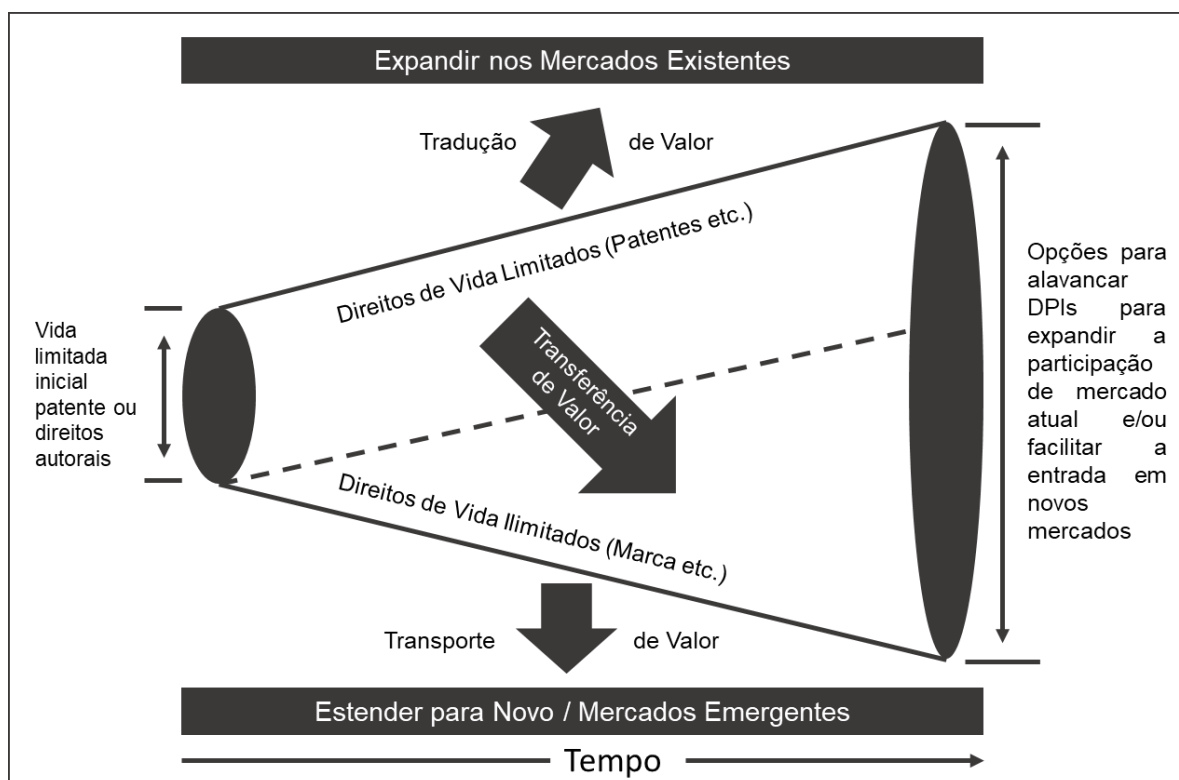 Expandir nos Mercados Existentes
Tradução de Valor
Direitos de Vida Limitados (Patentes etc.)
Vida
limitada
inicial
patente ou
direitos
autorais
Transferência
de Valor
Opções para
alavancar
DPIs para
expandir a
participação
de mercado
atual e/ou
facilitar a
entrada em
novos
mercados
Direitos de Vida Ilimitados (Marca etc.)
Transporte de Valor
Estender para Novo / Mercados Emergentes
Tempo